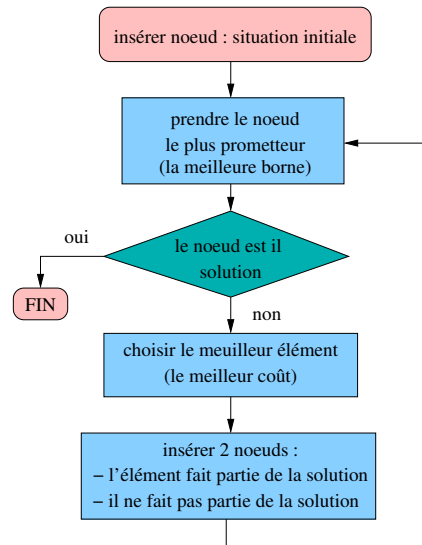 insérer noeud : situation initiale
prendre le noeud
le plus prometteur
(la meilleure borne)
oui
le noeud est il
solution
FIN
non
choisir le meuilleur élément
(le meilleur coût)
insérer 2 noeuds :
– l'élément fait partie de la solution
– il ne fait pas partie de la solution